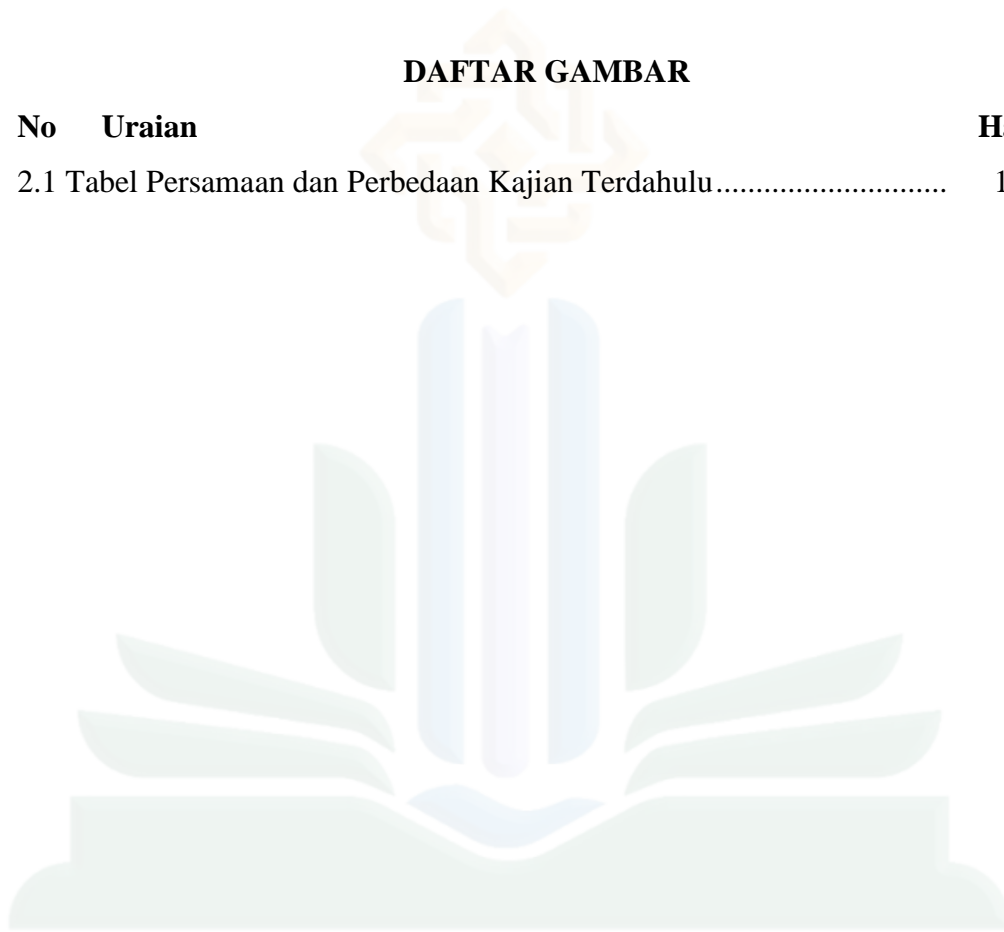 DAFTAR GAMBAR
No Uraian
2.1 Tabel Persamaan dan Perbedaan Kajian Terdahulu.............................